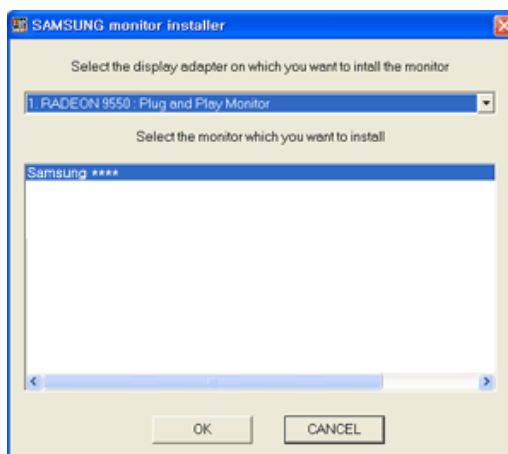 SAMSUNG monitor installer
Select the display adapter on which you want to intall the monitor
1. RADEON 9550 : Plug and Play Monitor
Select the monitor which you want to install
Samsung ****
OK
CANCEL